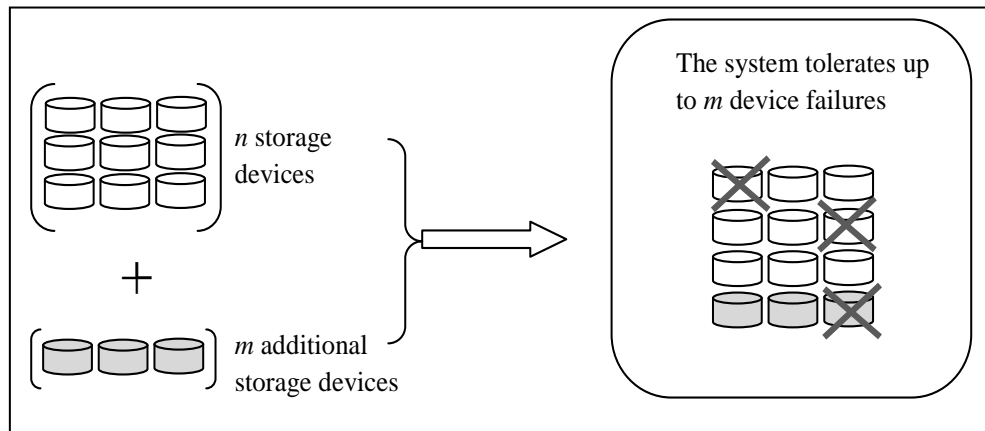 The system tolerates up
to m device failures
n storage
devices
+
m additional
storage devices